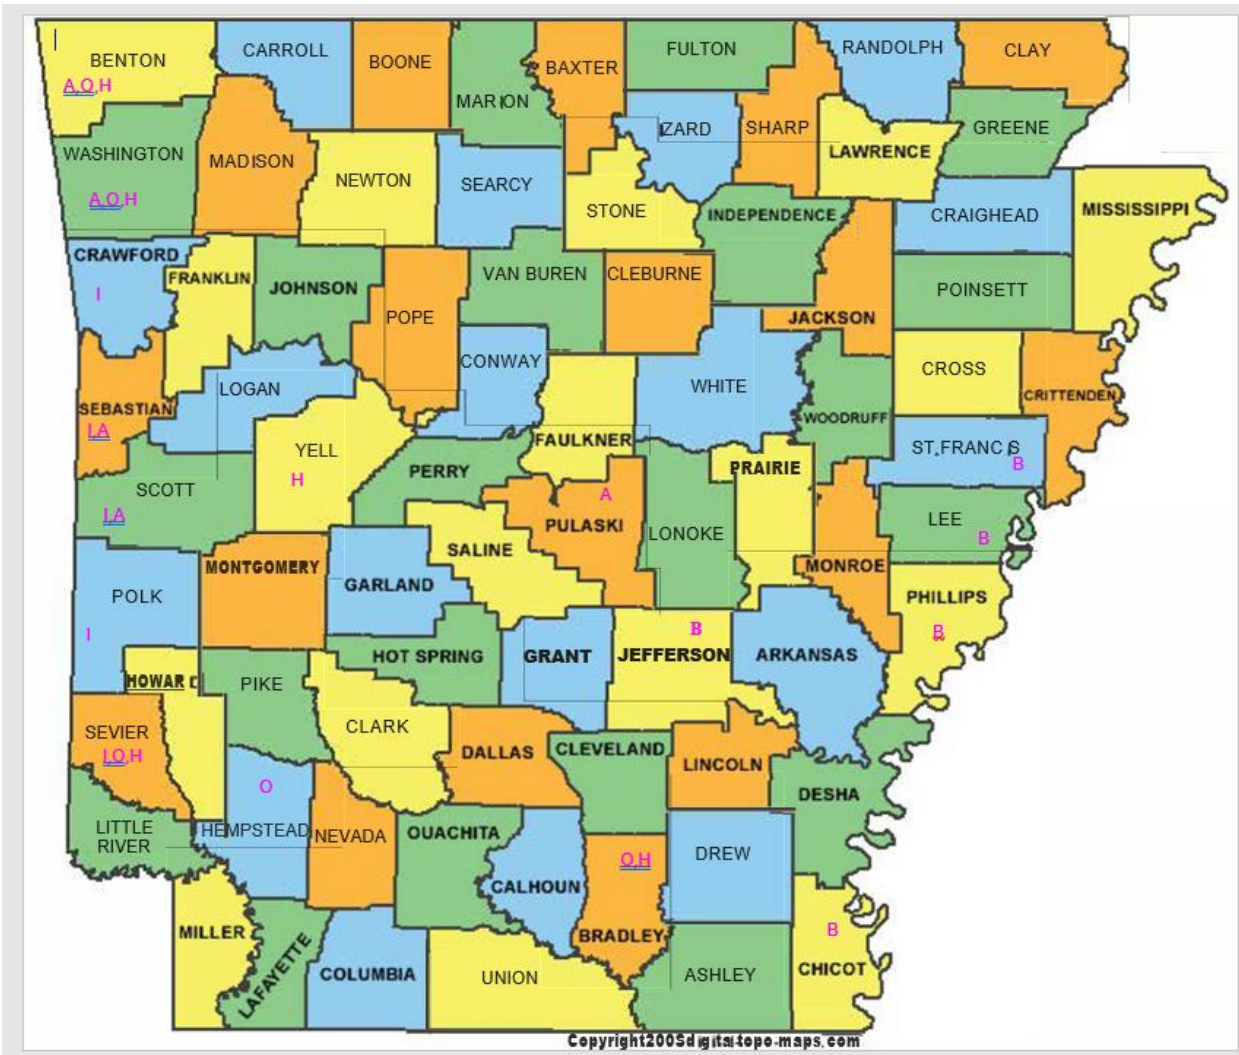 BENTON
A,O,H
CARROLL
BOONE
MARION
BAXTER
FULTON
RANDOLPH
CLAY
WASHINGTON
A,O,H
MADISON
NEWTON
SEARCY
STONE
IZARD
SHARP
LAWRENCE
GREENE
INDEPENDENCE
CRAIGHEAD
MISSISSIPPI
CRAWFORD
I
FRANKLIN
JOHNSON
POPE
VAN BUREN
CLEBURNE
JACKSON
POINSETT
SEBASTIAN
I,A
LOGAN
CONWAY
WHITE
CROSS
CRITTENDEN
WOODRUFF
YELL
H
FAULKNER
ST.FRANCIS
B
SCOTT
I,A
PERRY
PRAIRIE
PULASKI
A
LONOKE
LEE
B
SALINE
MONTGOMERY
GARLAND
MONROE
POLK
I
PHILLIPS
B
HOT SPRING
GRANT
JEFFERSON
B
ARKANSAS
HOWAR D
PIKE
CLARK
SEVIER
I,O,H
DALLAS
CLEVELAND
LINCOLN
DESHA
LITTLE
RIVER
HEMPSTEAD
O
NEVADA
OUACHITA
CALHOUN
BRADLEY
O,H
DREW
MILLER
LAFAYETTE
COLUMBIA
UNION
ASHLEY
CHICOT
B
Copyright200Sdigita-topo-maps.com